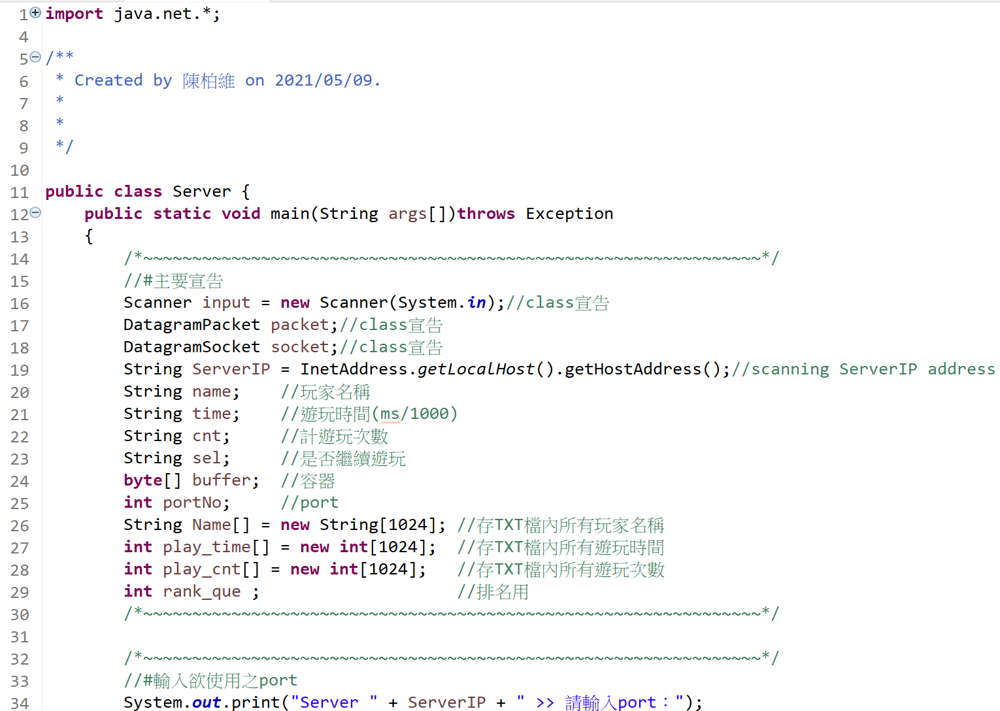 1 import java.net.*;
4
5 /**
6  * Created by 陳柏維 on 2021/05/09.
7  *
8  *
9  */
10
11 public class Server {
12     public static void main(String args[])throws Exception
13     {
14         /*~~~~~~~~~~~~~~~~~~~~~~~~~~~~~~~~~~~~~~~~~~~~~~~~~~~~~~~~~~~~~~~*/
15         //#主要宣告
16         Scanner input = new Scanner(System.in);//class宣告
17         DatagramPacket packet;//class宣告
18         DatagramSocket socket;//class宣告
19         String ServerIP = InetAddress.getLocalHost().getHostAddress();//scanning ServerIP address
20         String name;    //玩家名稱
21         String time;    //遊玩時間(ms/1000)
22         String cnt;     //計遊玩次數
23         String sel;     //是否繼續遊玩
24         byte[] buffer;  //容器
25         int portNo;     //port
26         String Name[] = new String[1024]; //存TXT檔內所有玩家名稱
27         int play_time[] = new int[1024];  //存TXT檔內所有遊玩時間
28         int play_cnt[] = new int[1024];   //存TXT檔內所有遊玩次數
29         int rank_que ;                    //排名用
30         /*~~~~~~~~~~~~~~~~~~~~~~~~~~~~~~~~~~~~~~~~~~~~~~~~~~~~~~~~~~~~~~~*/
31
32         /*~~~~~~~~~~~~~~~~~~~~~~~~~~~~~~~~~~~~~~~~~~~~~~~~~~~~~~~~~~~~~~~*/
33         //#輸入欲使用之port
34         System.out.print("Server " + ServerIP + " >> 請輸入port：");